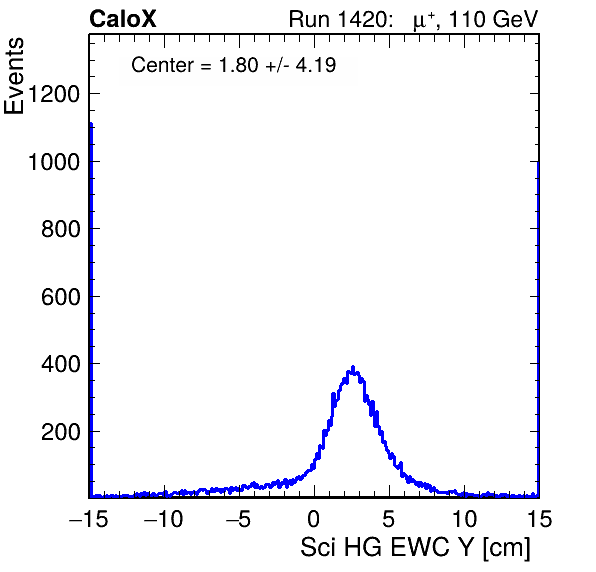 CaloX Run 1420: μ⁺, 110 GeV
Center = 1.80 +/- 4.19
Events
1200
1000
800
600
400
200
−15 −10 −5 0 5 10 15
Sci HG EWC Y [cm]